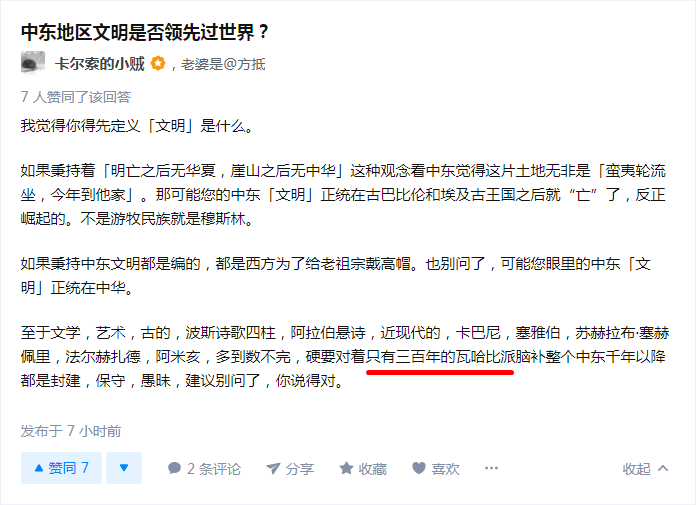 中东地区文明是否领先过世界？
卡尔索的小贼 ，老婆是@方抵
7 人赞同了该回答
我觉得你得先定义「文明」是什么。
如果秉持着「明亡之后无华夏，崖山之后无中华」这种观念看中东觉得这片土地无非是「蛮夷轮流
坐，今年到他家」。那可能您的中东「文明」正统在古巴比伦和埃及古王国之后就“亡”了，反正
崛起的。不是游牧民族就是穆斯林。
如果秉持中东文明都是编的，都是西方为了给老祖宗戴高帽。也别问了，可能您眼里的中东「文
明」正统在中华。
至于文学，艺术，古的，波斯诗歌四柱，阿拉伯悬诗，近现代的，卡巴尼，塞雅伯，苏赫拉布·塞赫
佩里，法尔赫扎德，阿米亥，多到数不完，硬要对着只有三百年的瓦哈比派脑补整个中东千年以降
都是封建，保守，愚昧，建议别问了，你说得对。
发布于 7 小时前
赞同 7 2 条评论 分享 收藏 喜欢 ··· 收起